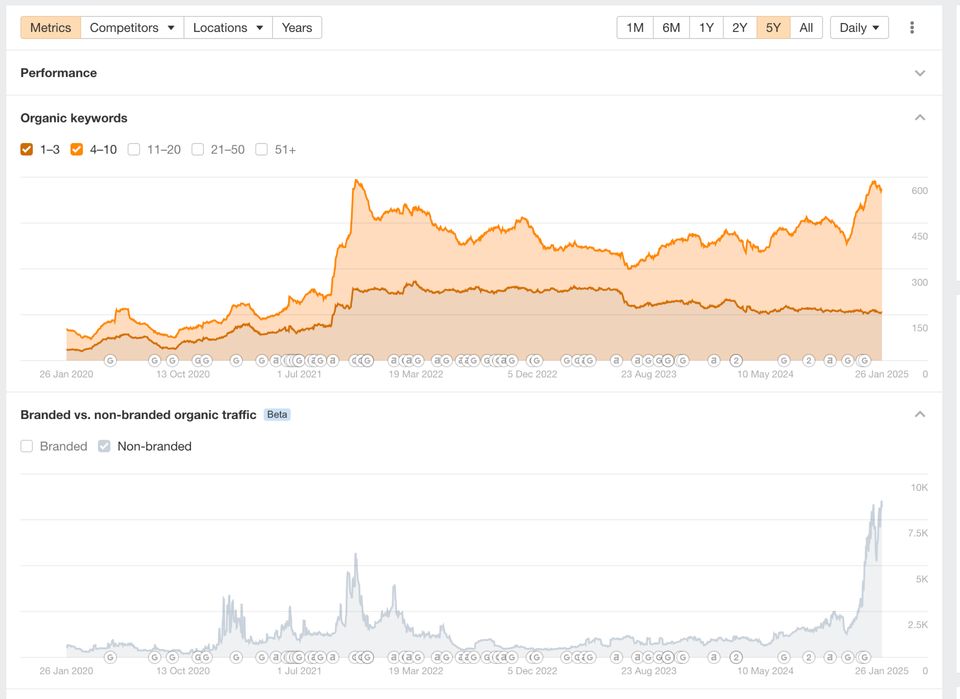 Metrics Competitors Locations Years 1M 6M 1Y 2Y 5Y All Daily
Performance
Organic keywords
1–3 4–10 11–20 21–50 51+
600
450
300
150
26 Jan 2020 13 Oct 2020 1 Jul 2021 19 Mar 2022 5 Dec 2022 23 Aug 2023 10 May 2024 26 Jan 2025 0
Branded vs. non-branded organic traffic Beta
Branded Non-branded
10K
7.5K
5K
2.5K
26 Jan 2020 13 Oct 2020 1 Jul 2021 19 Mar 2022 5 Dec 2022 23 Aug 2023 10 May 2024 26 Jan 2025 0